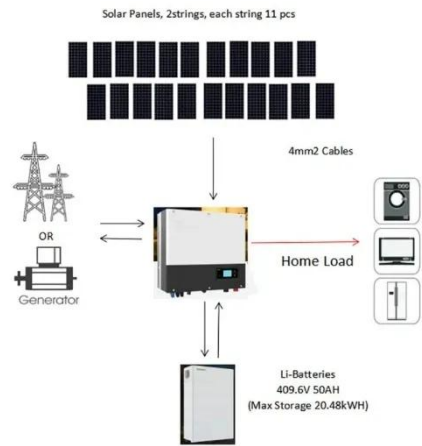 Solar Panels, 2strings, each string 11 pcs
4mm2 Cables
OR
Generator
Home Load
Li-Batteries
409.6V 50AH
(Max Storage 20.48kWH)